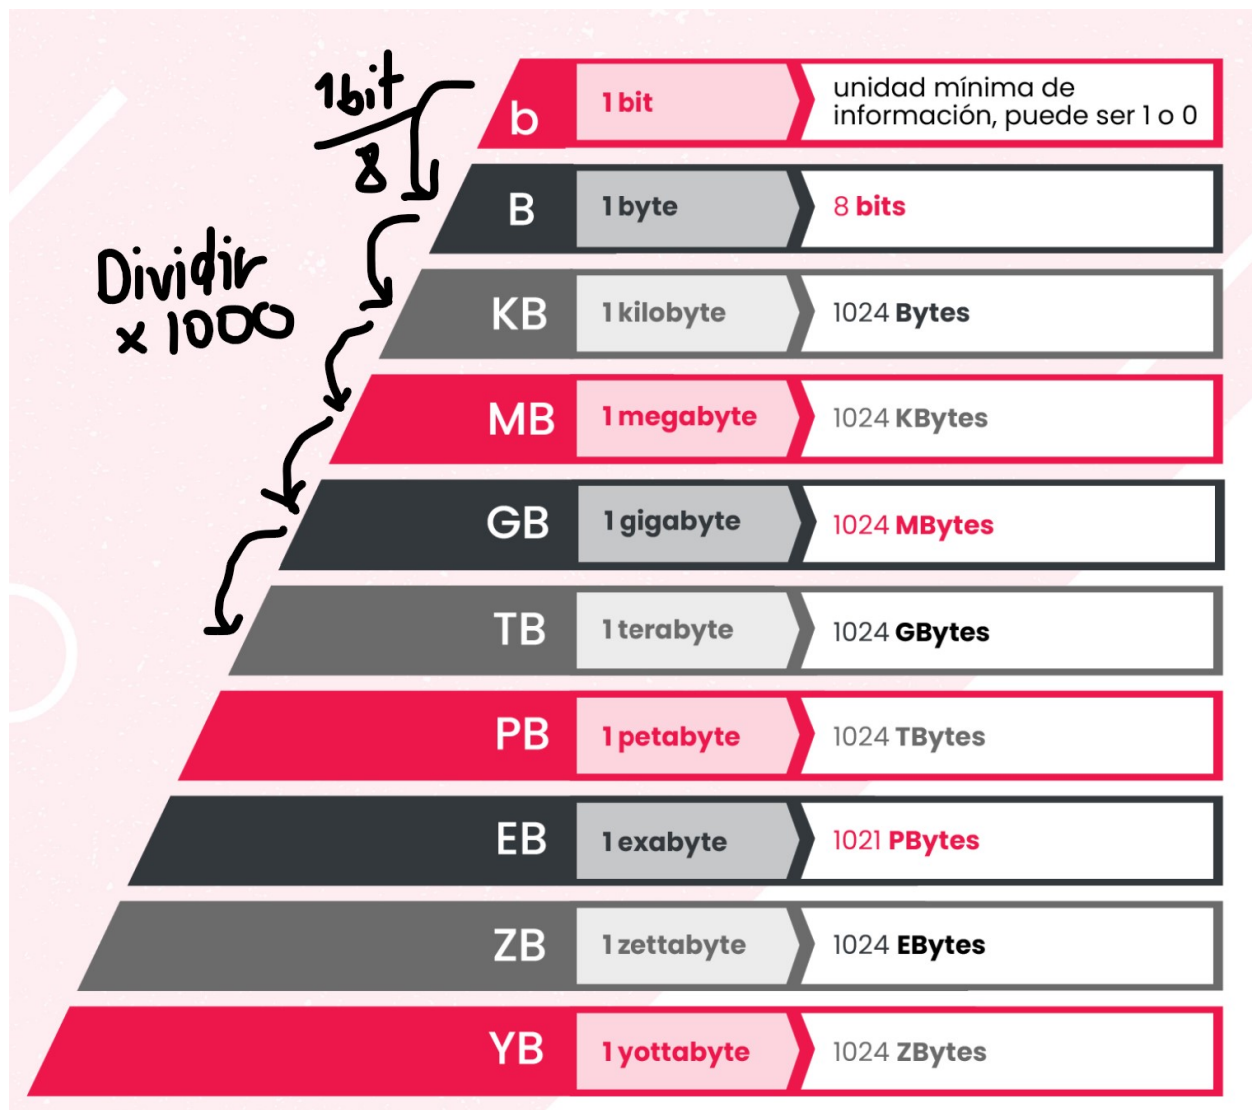 1bit
8
Dividir
x 1000
b 1 bit unidad mínima de
información, puede ser 1 o 0
B 1 byte 8 bits
KB 1 kilobyte 1024 Bytes
MB 1 megabyte 1024 KBytes
GB 1 gigabyte 1024 MBytes
TB 1 terabyte 1024 GBytes
PB 1 petabyte 1024 TBytes
EB 1 exabyte 1021 PBytes
ZB 1 zettabyte 1024 EBytes
YB 1 yottabyte 1024 ZBytes